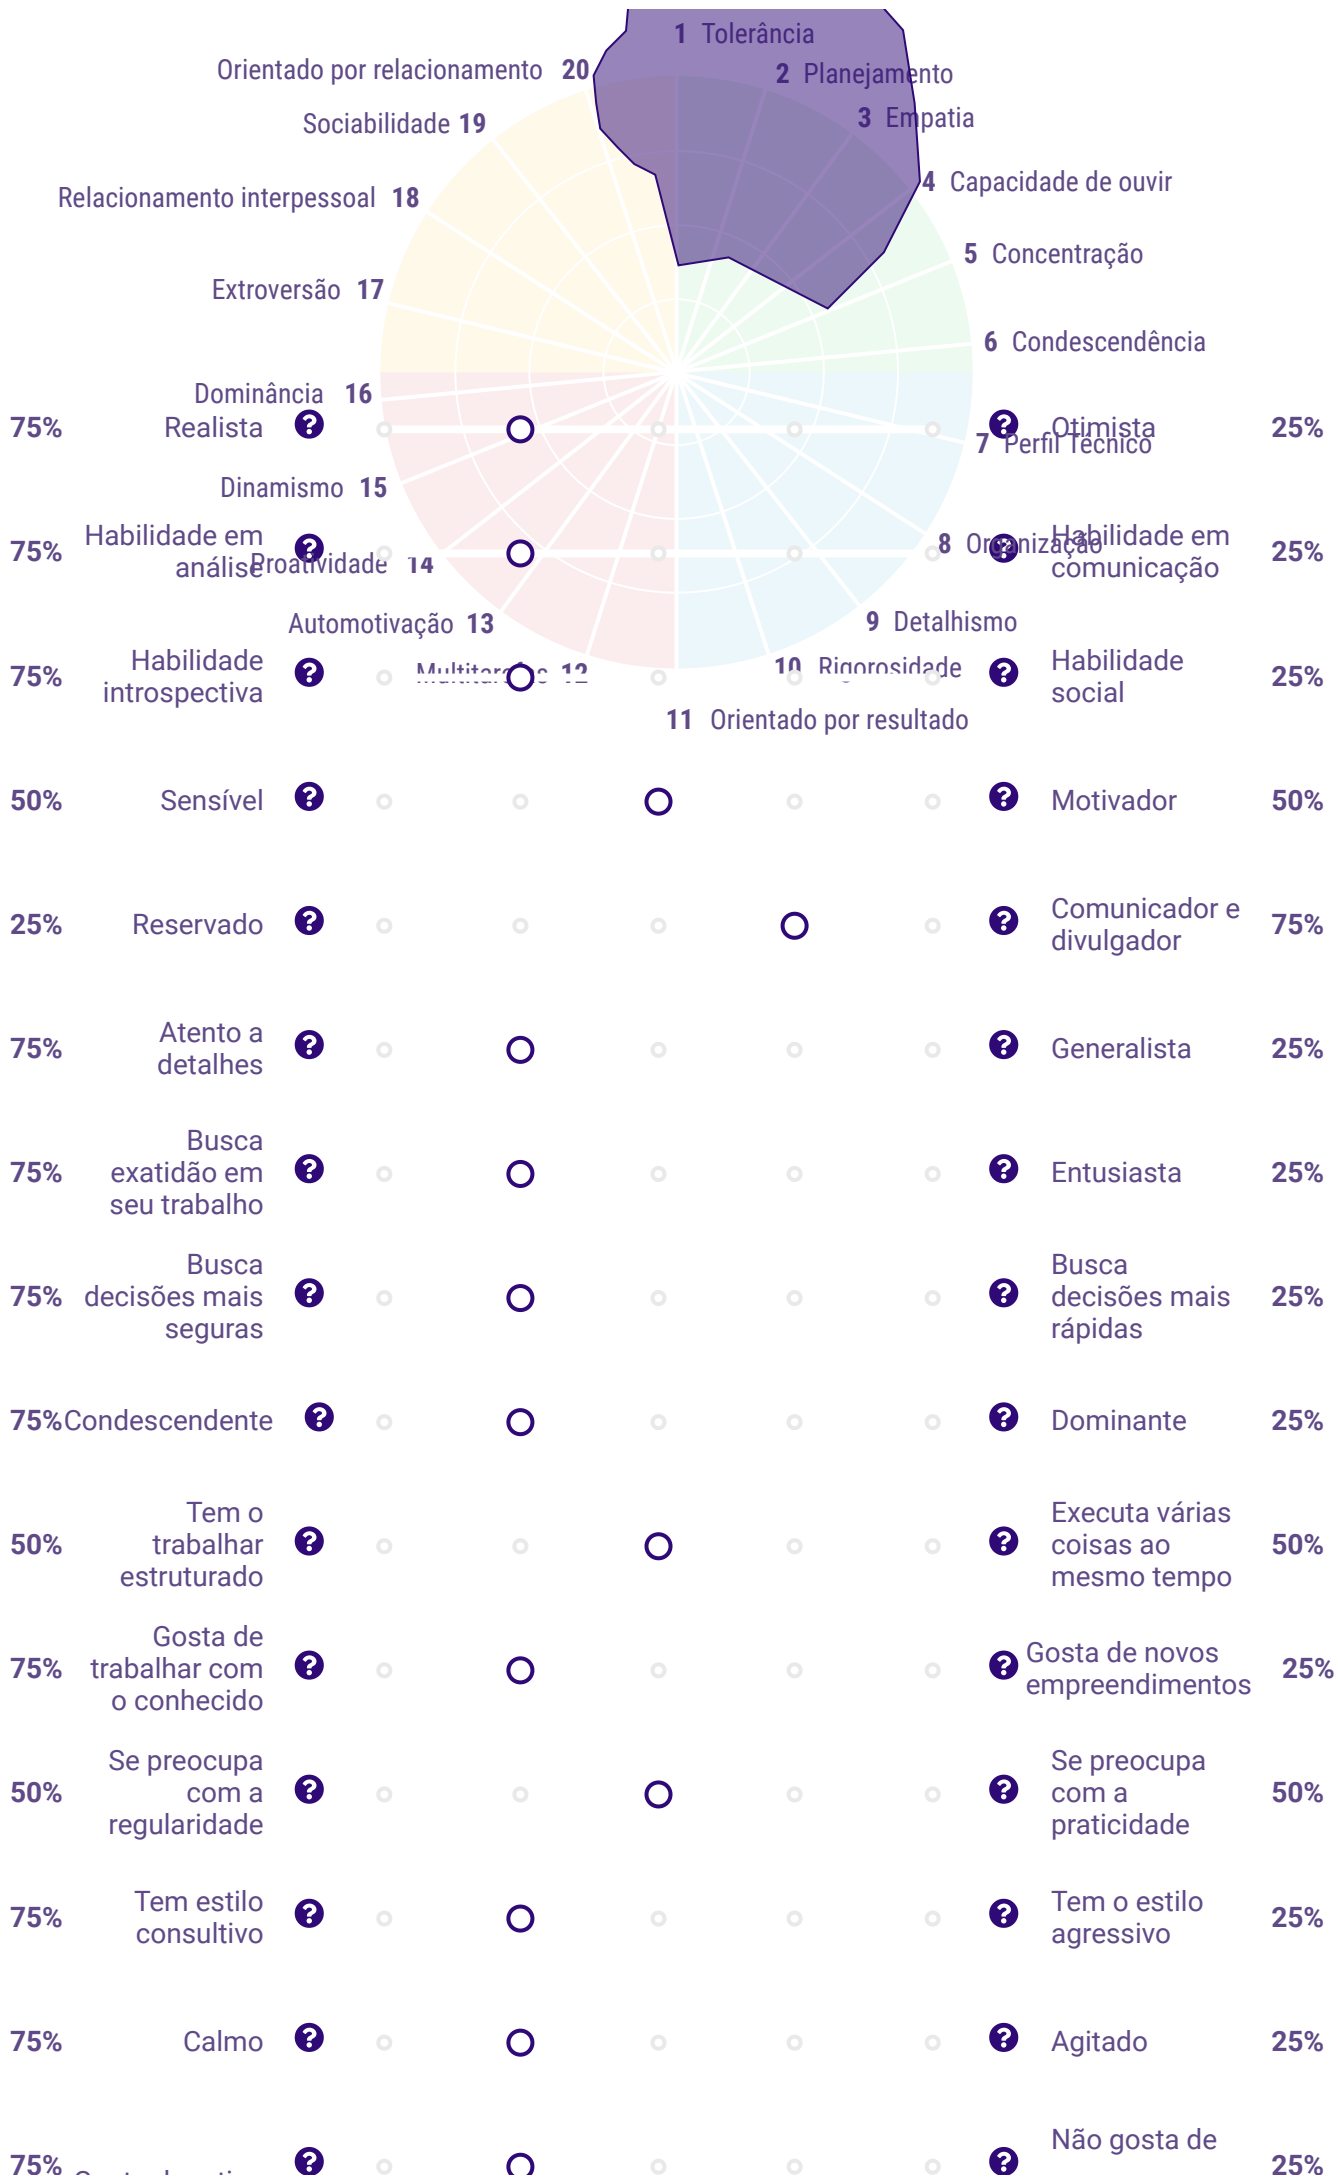 1 Tolerância
Orientado por relacionamento 20
2 Planejamento
3 Empatia
Sociabilidade 19
4 Capacidade de ouvir
Relacionamento interpessoal 18
5 Concentração
Extroversão 17
6 Condescendência
Dominância 16
75% Realista ? ? Otimista 25%
7 Perfil Técnico
Dinamismo 15
75% Habilidade em análise ? ? Habilidade em comunicação 25%
8 Organização
Proatividade 14
9 Detalhismo
Automotivação 13
Multitarefas 12
10 Rigorosidade
75% Habilidade introspectiva ? ? Habilidade social 25%
11 Orientado por resultado
50% Sensível ? ? Motivador 50%
25% Reservado ? ? Comunicador e divulgador 75%
75% Atento a detalhes ? ? Generalista 25%
75% Busca exatidão em seu trabalho ? ? Entusiasta 25%
75% Busca decisões mais seguras ? ? Busca decisões mais rápidas 25%
75% Condescendente ? ? Dominante 25%
50% Tem o trabalhar estruturado ? ? Executa várias coisas ao mesmo tempo 50%
75% Gosta de trabalhar com o conhecido ? ? Gosta de novos empreendimentos 25%
50% Se preocupa com a regularidade ? ? Se preocupa com a praticidade 50%
75% Tem estilo consultivo ? ? Tem o estilo agressivo 25%
75% Calmo ? ? Agitado 25%
75% ? ? Não gosta de 25%